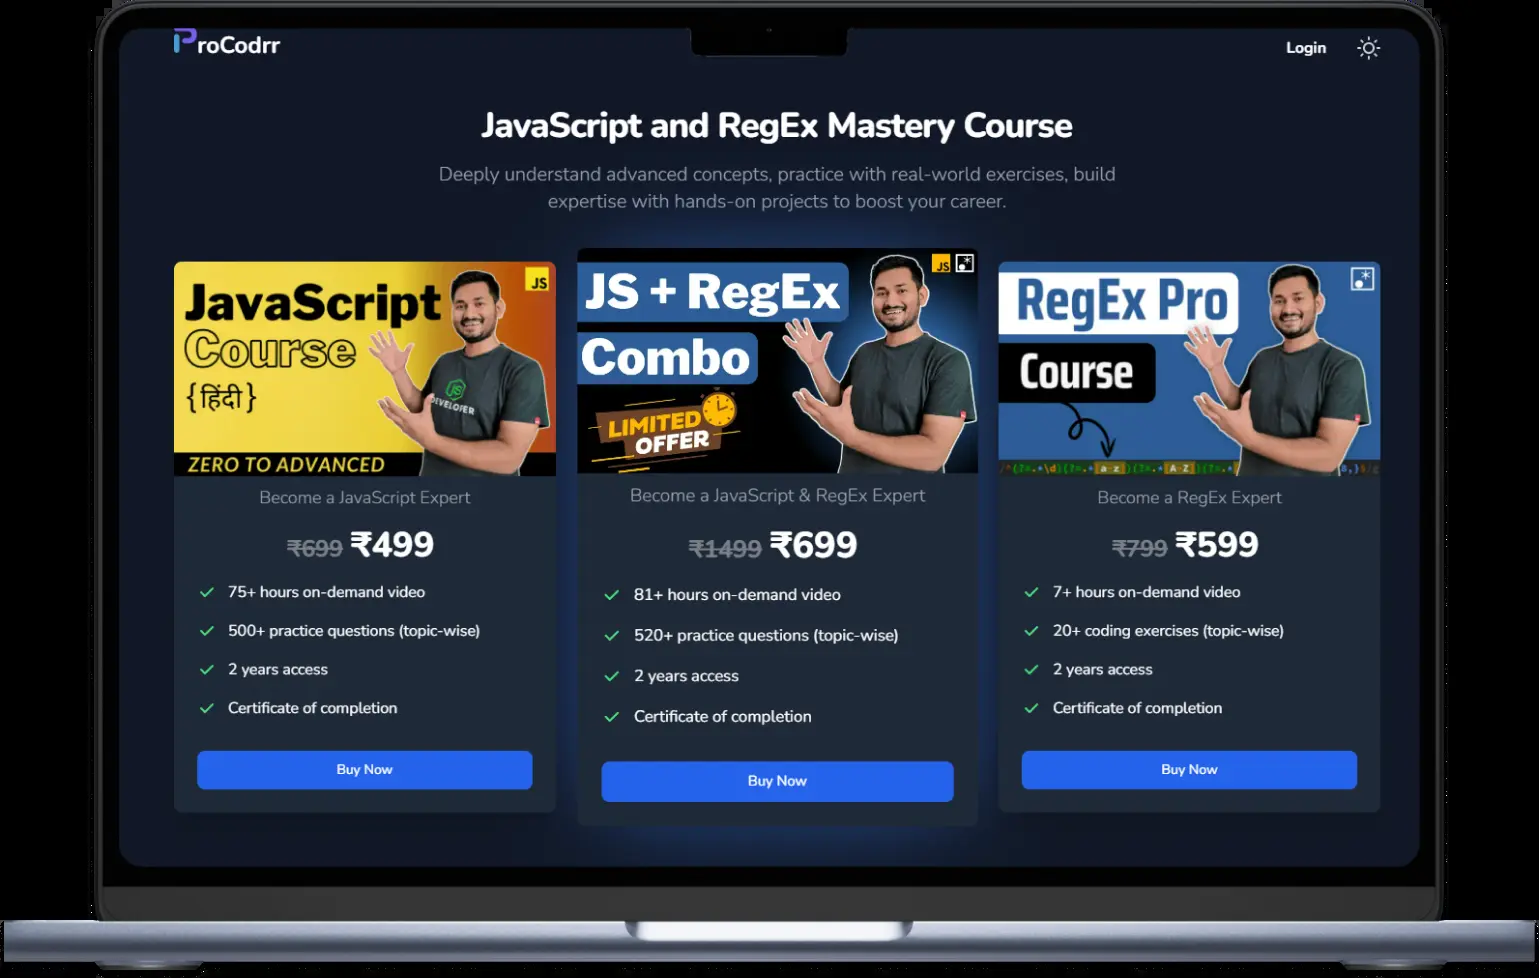 ProCodrr
Login
JavaScript and RegEx Mastery Course
Deeply understand advanced concepts, practice with real-world exercises, build
expertise with hands-on projects to boost your career.
JavaScript
Course
{हिंदी}
ZERO TO ADVANCED
JS
JS
DEVELOPER
Become a JavaScript Expert
₹699 ₹499
75+ hours on-demand video
500+ practice questions (topic-wise)
2 years access
Certificate of completion
Buy Now
JS + RegEx
Combo
LIMITED
OFFER
JS
Become a JavaScript & RegEx Expert
₹1499 ₹699
81+ hours on-demand video
520+ practice questions (topic-wise)
2 years access
Certificate of completion
Buy Now
RegEx Pro
Course
Become a RegEx Expert
₹799 ₹599
7+ hours on-demand video
20+ coding exercises (topic-wise)
2 years access
Certificate of completion
Buy Now